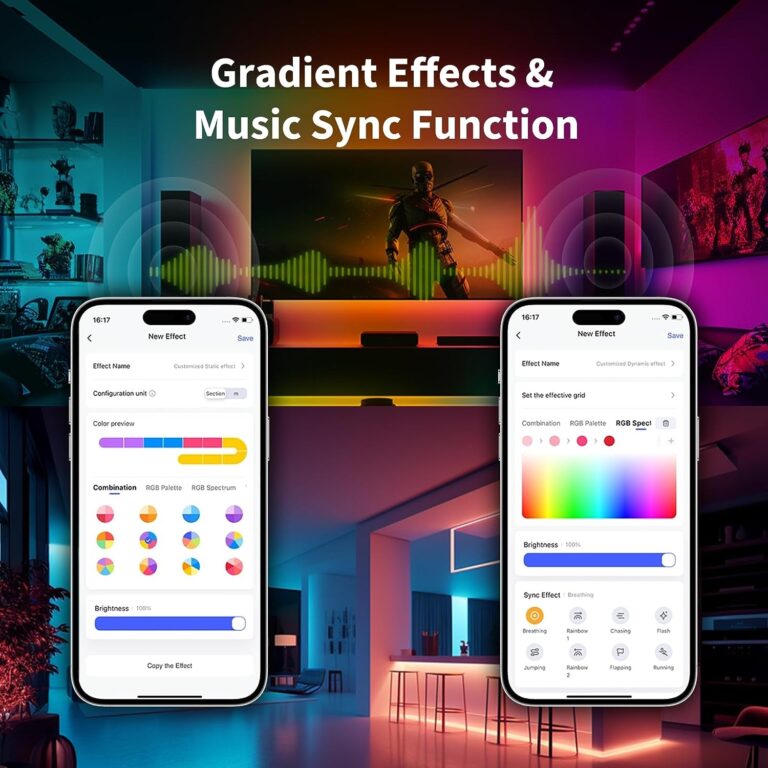 Gradient Effects &
Music Sync Function
16:17
New Effect
Save
Effect Name
Customized Static effect
Configuration unit
Section
m
Color preview
Combination
RGB Palette
RGB Spectrum
Brightness
100%
Copy the Effect
16:17
New Effect
Save
Effect Name
Customized Dynamic effect
Set the effective grid
Combination
RGB Palette
RGB Spect
Brightness
100%
Sync Effect
Breathing
Breathing
Rainbow
1
Chasing
Flash
Jumping
Rainbow
2
Flapping
Running